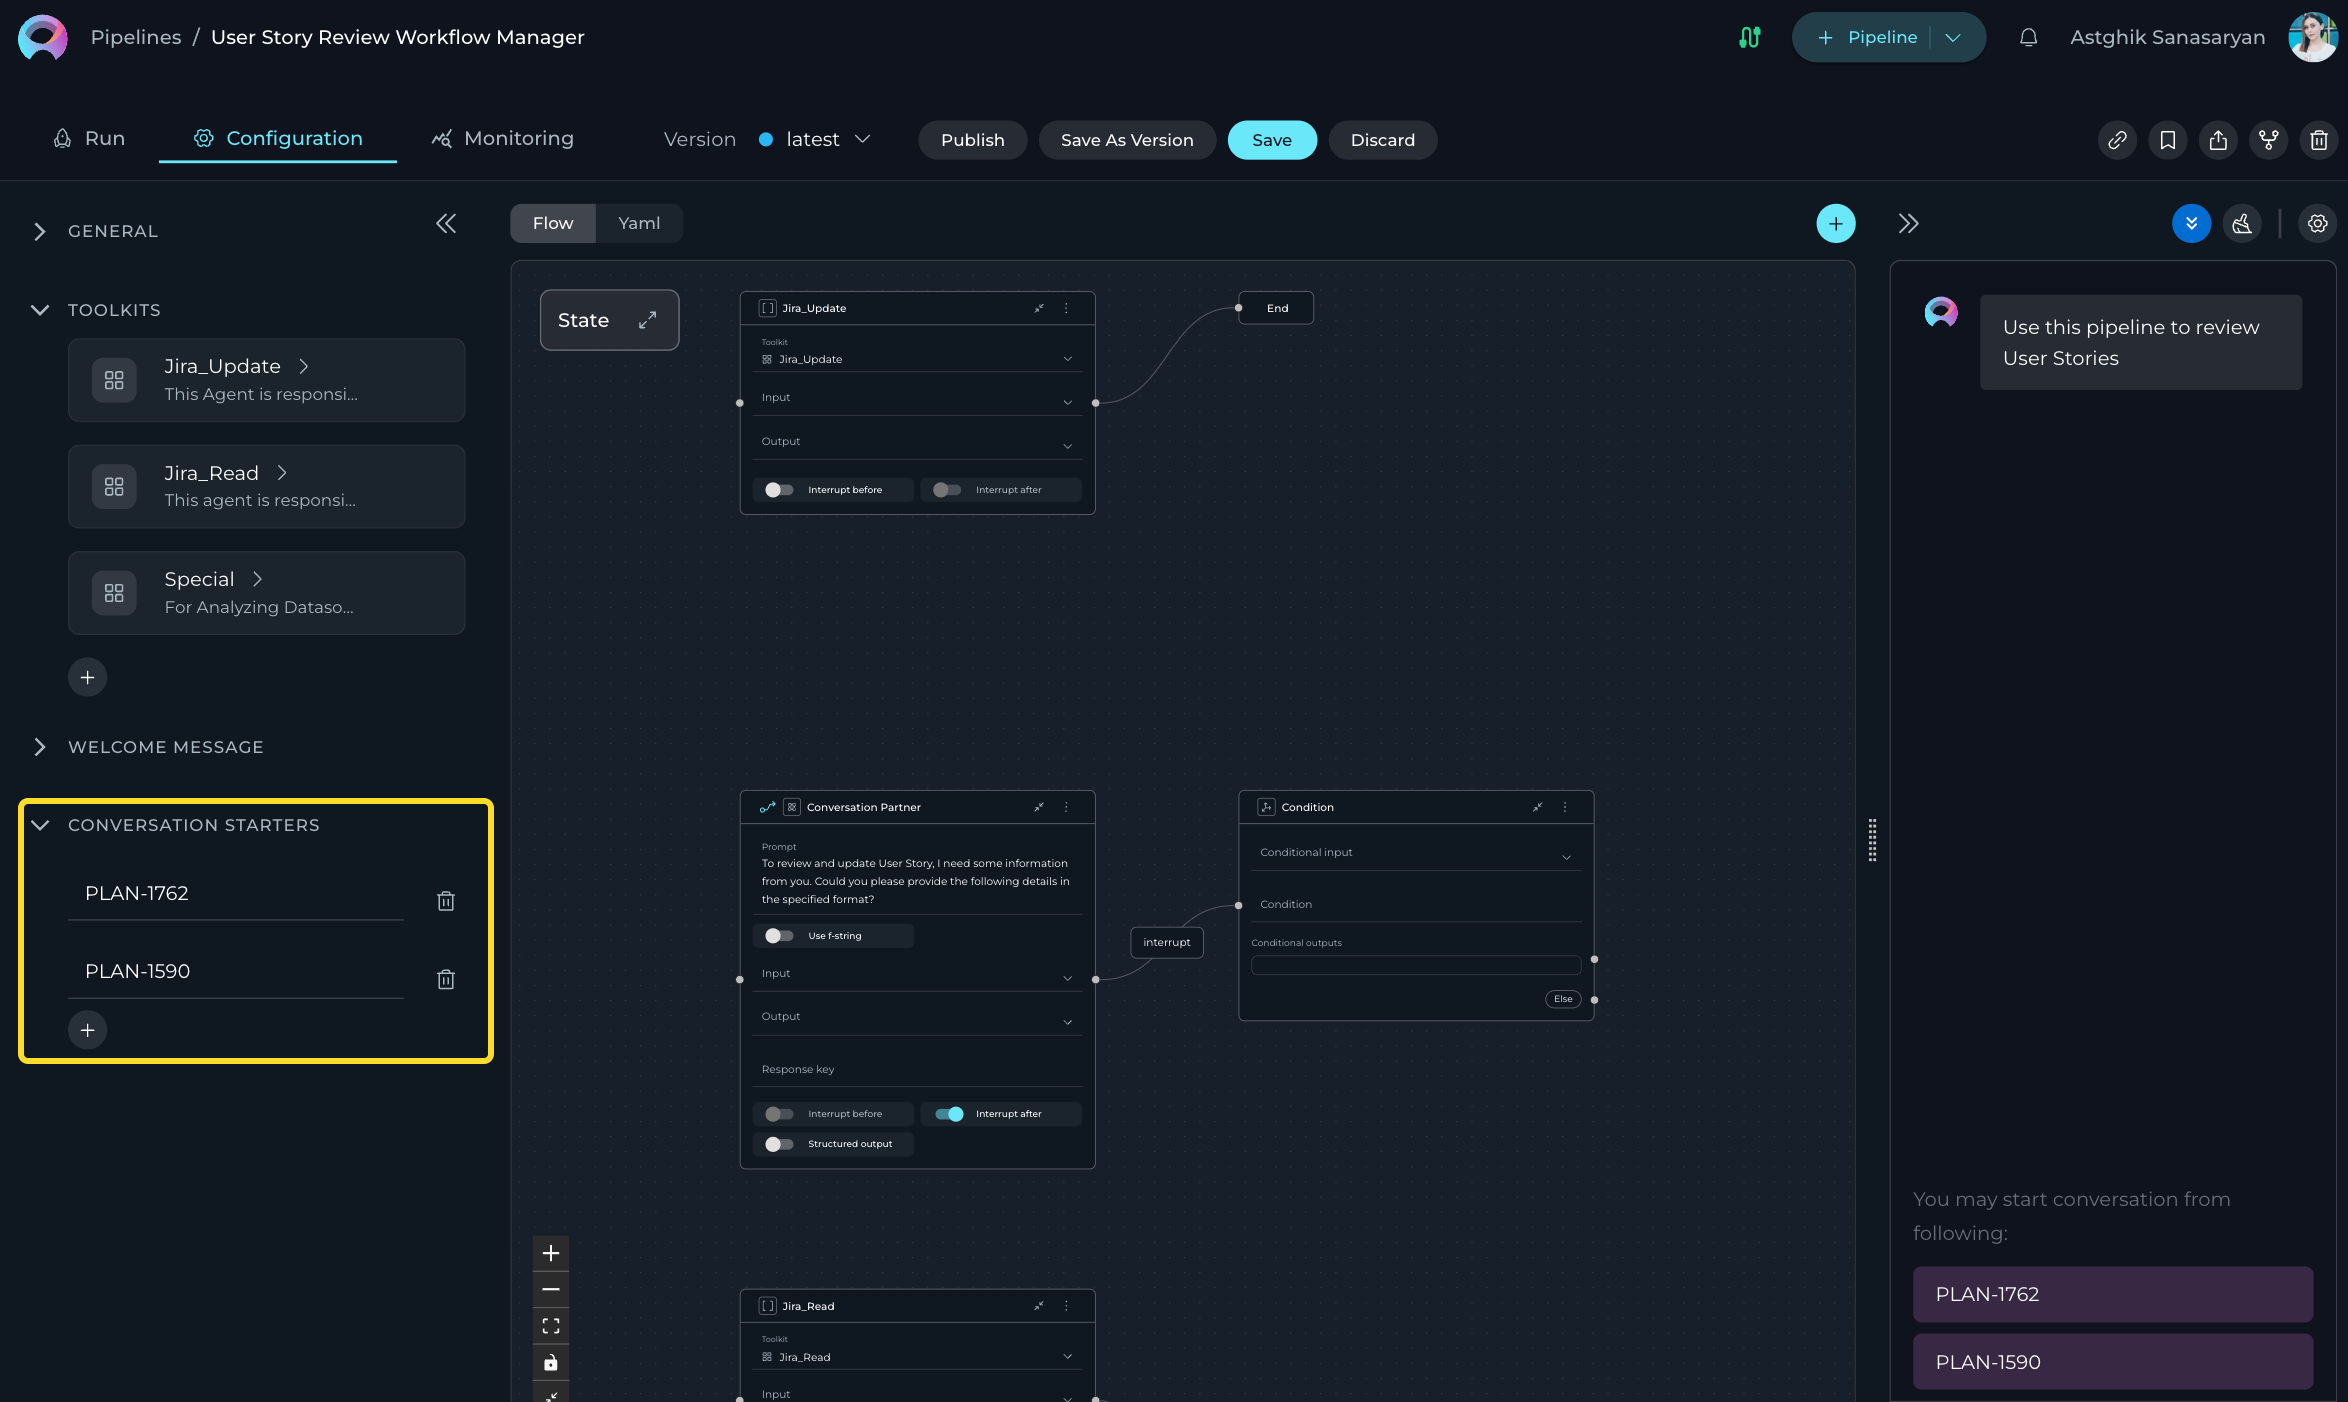 Pipelines / User Story Review Workflow Manager
Pipeline
Astghik Sanasaryan
Run
Configuration
Monitoring
Version
latest
Publish
Save As Version
Save
Discard
GENERAL
TOOLKITS
Jira_Update
This Agent is responsi...
Jira_Read
This agent is responsi...
Special
For Analyzing Dataso...
WELCOME MESSAGE
CONVERSATION STARTERS
PLAN-1762
PLAN-1590
Flow
Yaml
State
Jira_Update
Toolkit
Jira_Update
Input
Output
Interrupt before
Interrupt after
End
Conversation Partner
Prompt
To review and update User Story, I need some information
from you. Could you please provide the following details in
the specified format?
Use f-string
Input
Output
Response key
Interrupt before
Interrupt after
Structured output
interrupt
Condition
Conditional input
Condition
Conditional outputs
Else
Jira_Read
Toolkit
Jira_Read
Input
Use this pipeline to review
User Stories
You may start conversation from
following:
PLAN-1762
PLAN-1590